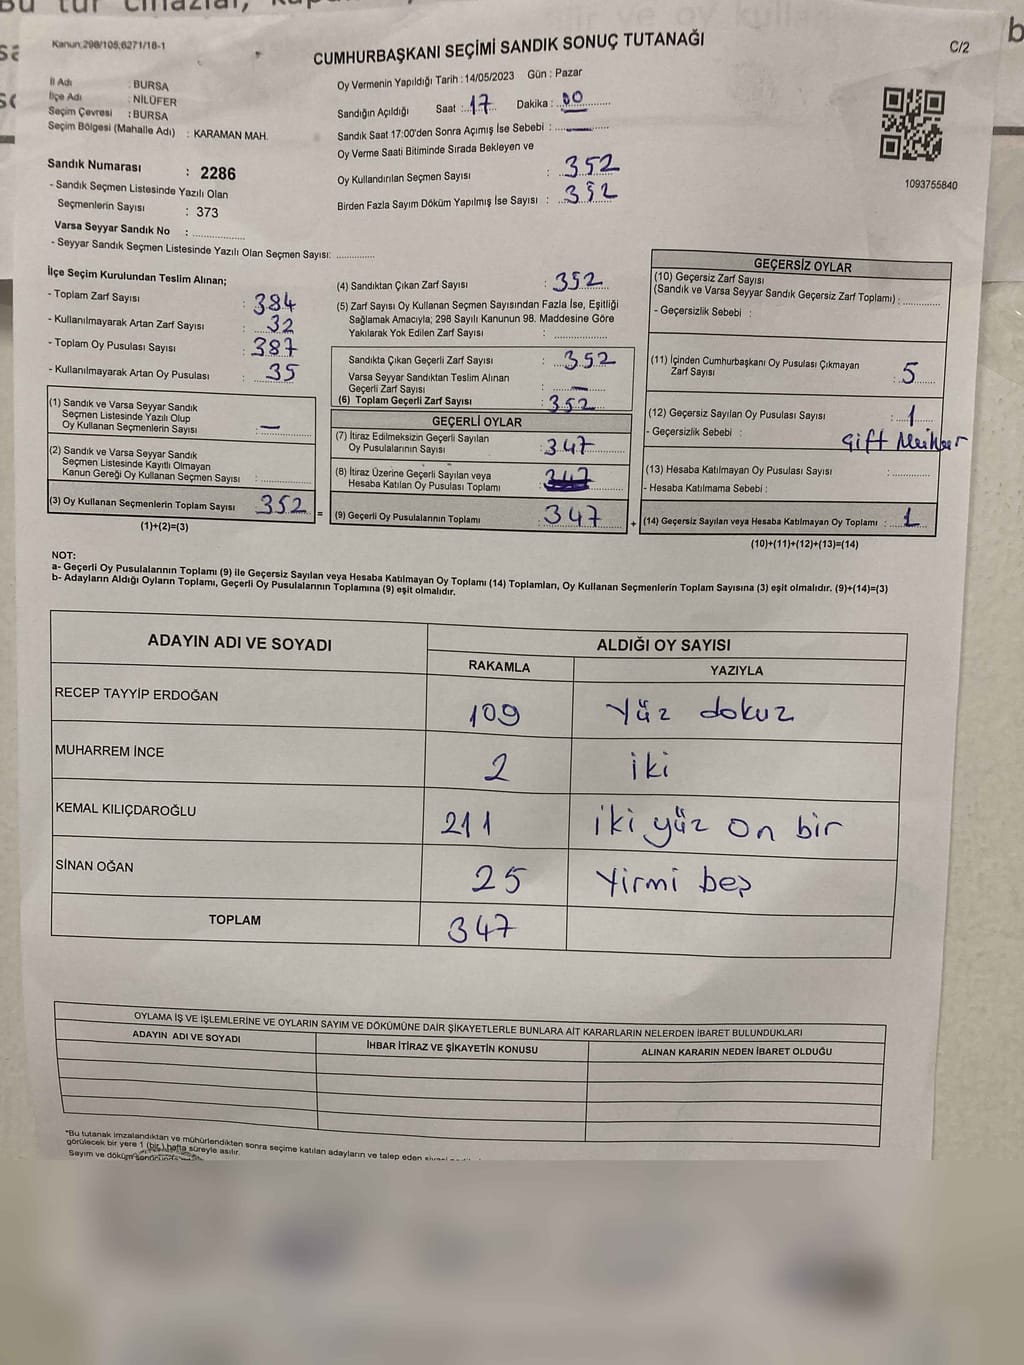 Bu tür cihazlar,
Kanun:298/105,6271/18-1
CUMHURBAŞKANI SEÇİMİ SANDIK SONUÇ TUTANAĞI
C/2
İl Adı : BURSA
İlçe Adı : NİLÜFER
Seçim Çevresi : BURSA
Seçim Bölgesi (Mahalle Adı) : KARAMAN MAH.
Oy Vermenin Yapıldığı Tarih : 14/05/2023 Gün : Pazar
Sandığın Açıldığı Saat : 17 Dakika : 00
Sandık Saat 17:00'den Sonra Açımış İse Sebebi : —
Oy Verme Saati Bitiminde Sırada Bekleyen ve
Oy Kullandırılan Seçmen Sayısı : 352
Birden Fazla Sayım Döküm Yapılmış İse Sayısı : 352
1093755840
Sandık Numarası : 2286
- Sandık Seçmen Listesinde Yazılı Olan
Seçmenlerin Sayısı : 373
Varsa Seyyar Sandık No : ................
- Seyyar Sandık Seçmen Listesinde Yazılı Olan Seçmen Sayısı: ............
İlçe Seçim Kurulundan Teslim Alınan;
- Toplam Zarf Sayısı : 384
- Kullanılmayarak Artan Zarf Sayısı : 32
- Toplam Oy Pusulası Sayısı : 387
- Kullanılmayarak Artan Oy Pusulası : 35
(1) Sandık ve Varsa Seyyar Sandık
Seçmen Listesinde Yazılı Olup
Oy Kullanan Seçmenlerin Sayısı : —
(2) Sandık ve Varsa Seyyar Sandık
Seçmen Listesinde Kayıtlı Olmayan
Kanun Gereği Oy Kullanan Seçmen Sayısı : ................
(3) Oy Kullanan Seçmenlerin Toplam Sayısı 352 =
(1)+(2)=(3)
(4) Sandıktan Çıkan Zarf Sayısı : 352
(5) Zarf Sayısı Oy Kullanan Seçmen Sayısından Fazla İse, Eşitliği
Sağlamak Amacıyla; 298 Sayılı Kanunun 98. Maddesine Göre
Yakılarak Yok Edilen Zarf Sayısı : ................
Sandıkta Çıkan Geçerli Zarf Sayısı : 352
Varsa Seyyar Sandıktan Teslim Alınan
Geçerli Zarf Sayısı : —
(6) Toplam Geçerli Zarf Sayısı : 352
GEÇERLİ OYLAR
(7) İtiraz Edilmeksizin Geçerli Sayılan
Oy Pusulalarının Sayısı : 347
(8) İtiraz Üzerine Geçerli Sayılan veya
Hesaba Katılan Oy Pusulası Toplamı : 347
(9) Geçerli Oy Pusulalarının Toplamı : 347 +
GEÇERSİZ OYLAR
(10) Geçersiz Zarf Sayısı
(Sandık ve Varsa Seyyar Sandık Geçersiz Zarf Toplamı) : ............
- Geçersizlik Sebebi :
(11) İçinden Cumhurbaşkanı Oy Pusulası Çıkmayan
Zarf Sayısı : 5
(12) Geçersiz Sayılan Oy Pusulası Sayısı : 1
- Geçersizlik Sebebi : Çift
(13) Hesaba Katılmayan Oy Pusulası Sayısı : ............
- Hesaba Katılmama Sebebi :
(14) Geçersiz Sayılan veya Hesaba Katılmayan Oy Toplamı : 1
(10)+(11)+(12)+(13)=(14)
NOT:
a- Geçerli Oy Pusulalarının Toplamı (9) ile Geçersiz Sayılan veya Hesaba Katılmayan Oy Toplamı (14) Toplamları, Oy Kullanan Seçmenlerin Toplam Sayısına (3) eşit olmalıdır. (9)+(14)=(3)
b- Adayların Aldığı Oyların Toplamı, Geçerli Oy Pusulalarının Toplamına (9) eşit olmalıdır.
ADAYIN ADI VE SOYADI
ALDIĞI OY SAYISI
RAKAMLA YAZIYLA
RECEP TAYYİP ERDOĞAN 109 Yüz dokuz
MUHARREM İNCE 2 iki
KEMAL KILIÇDAROĞLU 211 iki yüz on bir
SİNAN OĞAN 25 Yirmi beş
TOPLAM 347
OYLAMA İŞ VE İŞLEMLERİNE VE OYLARIN SAYIM VE DÖKÜMÜNE DAİR ŞİKAYETLERLE BUNLARA AİT KARARLARIN NELERDEN İBARET BULUNDUKLARI
ADAYIN ADI VE SOYADI İHBAR İTİRAZ VE ŞİKAYETİN KONUSU ALINAN KARARIN NEDEN İBARET OLDUĞU
"Bu tutanak imzalandıktan ve mühürlendikten sonra seçime katılan adayların ve talep eden
görülecek bir yere 1 (bir) hafta süreyle asılır.
Sayım ve döküm